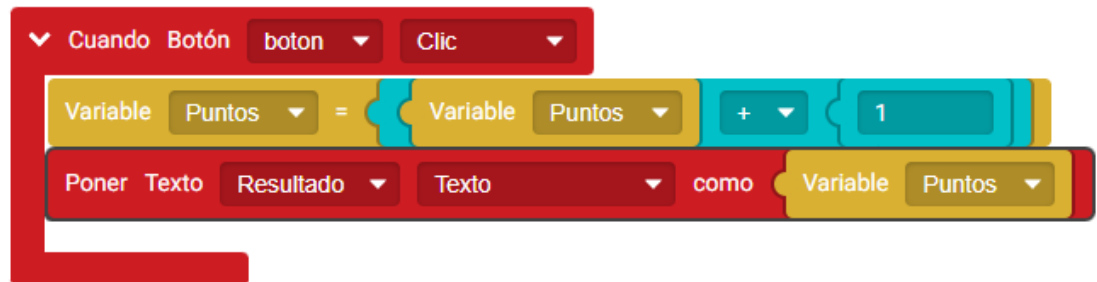 Cuando Botón boton Clic
Variable Puntos = Variable Puntos + 1
Poner Texto Resultado Texto como Variable Puntos